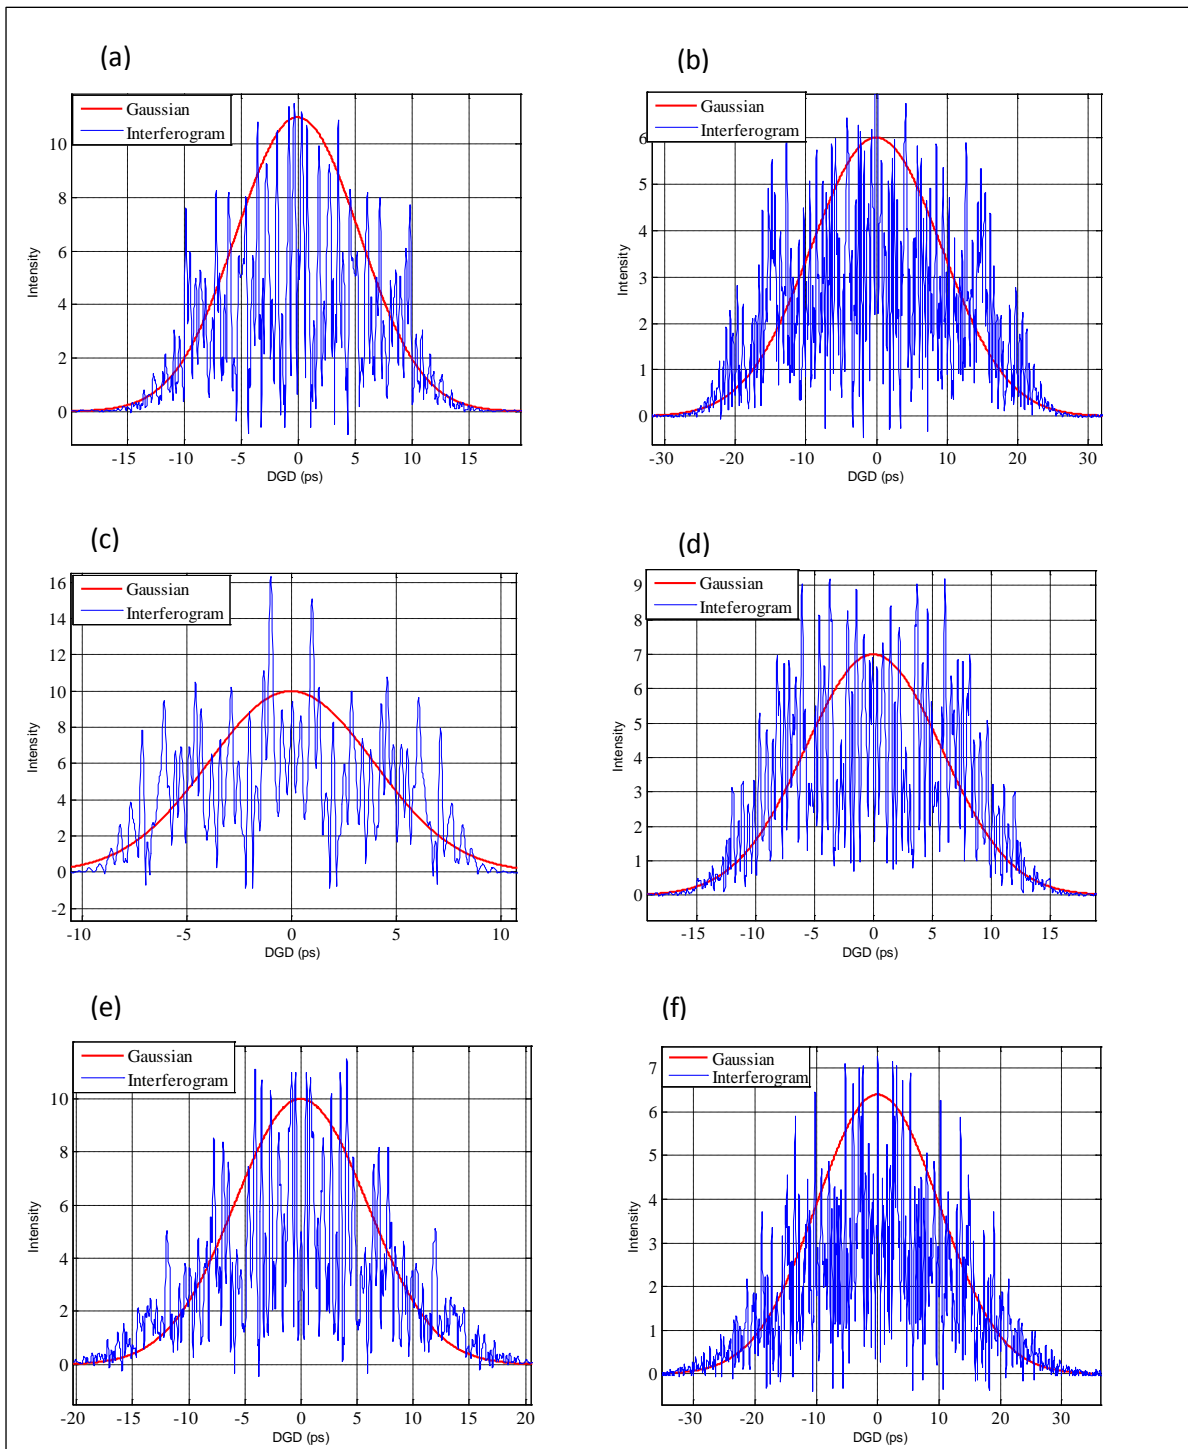 (a)
Gaussian
Interferogram
10
8
6
4
2
0
Intensity
-15 -10 -5 0 5 10 15
DGD (ps)
(b)
Gaussian
Interferogram
6
5
4
3
2
1
0
Intensity
-30 -20 -10 0 10 20 30
DGD (ps)
(c)
Gaussian
Interferogram
16
14
12
10
8
6
4
2
0
-2
Intensity
-10 -5 0 5 10
DGD (ps)
(d)
Gaussian
Inteferogram
9
8
7
6
5
4
3
2
1
0
Intensity
-15 -10 -5 0 5 10 15
DGD (ps)
(e)
Gaussian
Interferogram
10
8
6
4
2
0
Intensity
-20 -15 -10 -5 0 5 10 15 20
DGD (ps)
(f)
Gaussian
Interferogram
7
6
5
4
3
2
1
0
Intensity
-30 -20 -10 0 10 20 30
DGD (ps)